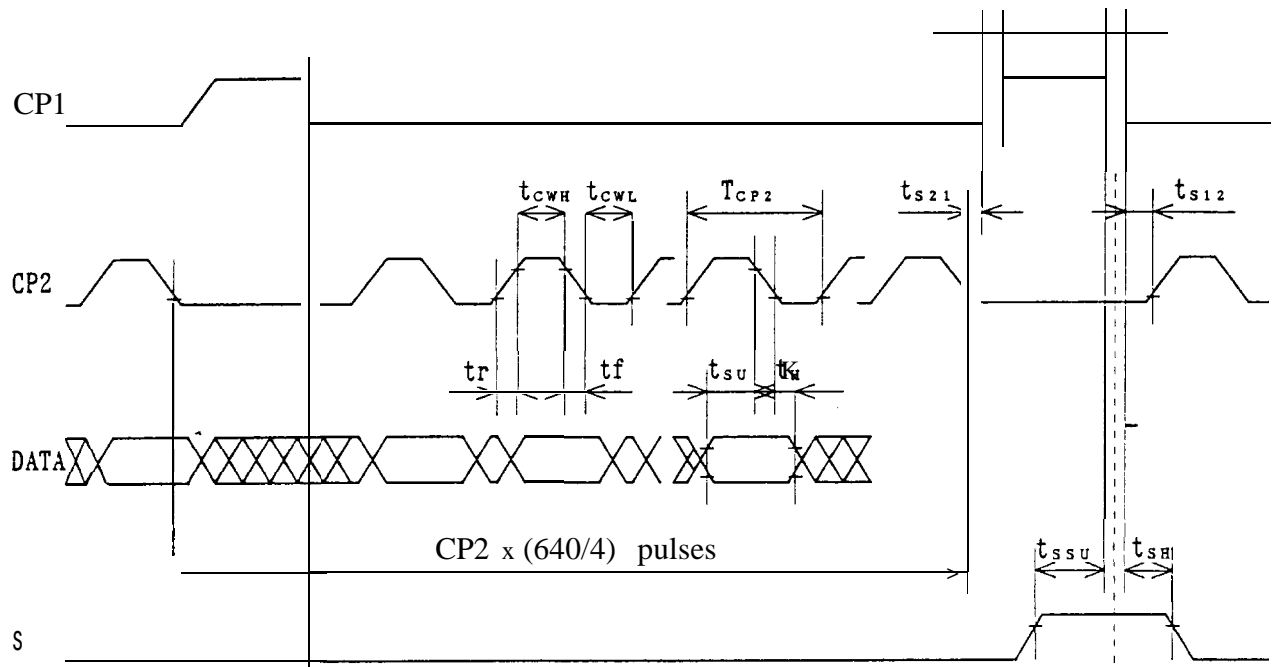 CP1
tCWH tCWL TCP2 tS21 tS12
CP2
tr tf tSU
DATA
CP2 x (640/4) pulses
tSSU tSH
S